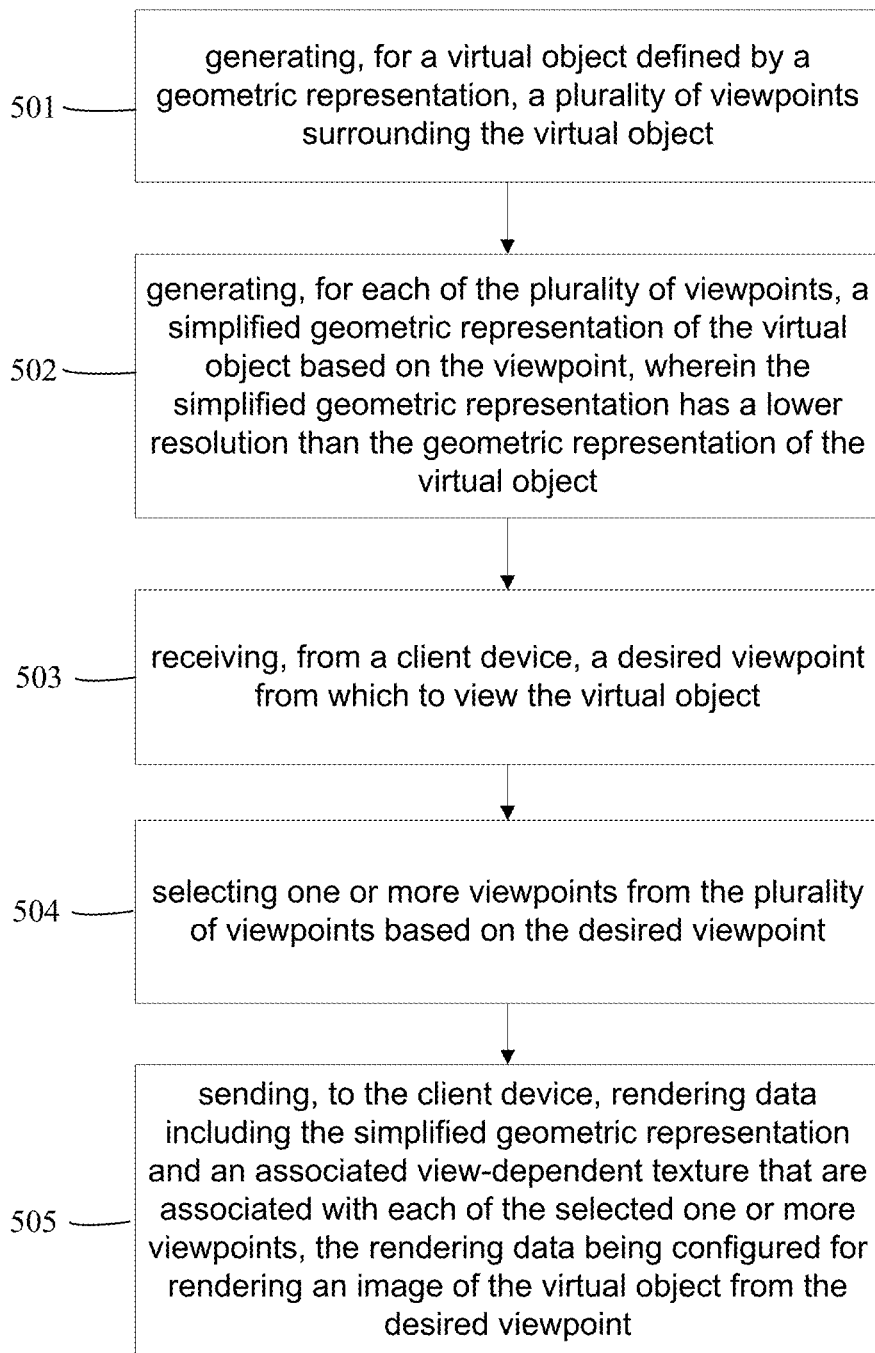 501
generating, for a virtual object defined by a
geometric representation, a plurality of viewpoints
surrounding the virtual object
502
generating, for each of the plurality of viewpoints, a
simplified geometric representation of the virtual
object based on the viewpoint, wherein the
simplified geometric representation has a lower
resolution than the geometric representation of the
virtual object
503
receiving, from a client device, a desired viewpoint
from which to view the virtual object
504
selecting one or more viewpoints from the plurality
of viewpoints based on the desired viewpoint
505
sending, to the client device, rendering data
including the simplified geometric representation
and an associated view-dependent texture that are
associated with each of the selected one or more
viewpoints, the rendering data being configured for
rendering an image of the virtual object from the
desired viewpoint